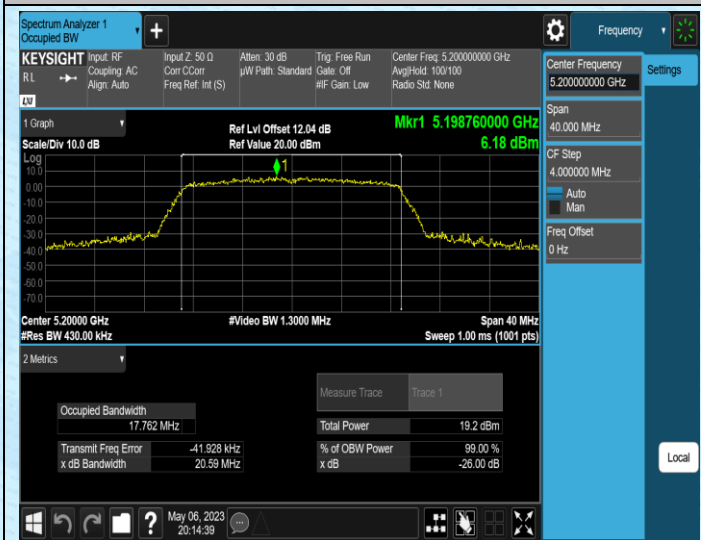 Spectrum Analyzer 1
Occupied BW
Frequency
KEYSIGHT
R L
LXI
Input: RF
Coupling: AC
Align: Auto
Input Z: 50 Ω
Corr CCorr
Freq Ref: Int (S)
Atten: 30 dB
µW Path: Standard
Trig: Free Run
Gate: Off
#IF Gain: Low
Center Freq: 5.200000000 GHz
Avg|Hold: 100/100
Radio Std: None
Center Frequency
5.200000000 GHz
Settings
Span
40.000 MHz
CF Step
4.000000 MHz
Auto
Man
Freq Offset
0 Hz
Local
1 Graph
Scale/Div 10.0 dB
Ref Lvl Offset 12.04 dB
Ref Value 20.00 dBm
Mkr1 5.198760000 GHz
6.18 dBm
Log
10.0
0.00
-10.0
-20.0
-30.0
-40.0
-50.0
-60.0
-70.0
1
Center 5.20000 GHz
#Res BW 430.00 kHz
#Video BW 1.3000 MHz
Span 40 MHz
Sweep 1.00 ms (1001 pts)
2 Metrics
Measure Trace Trace 1
Occupied Bandwidth
17.762 MHz
Total Power 19.2 dBm
Transmit Freq Error -41.928 kHz
% of OBW Power 99.00 %
x dB Bandwidth 20.59 MHz
x dB -26.00 dB
?
May 06, 2023
20:14:39